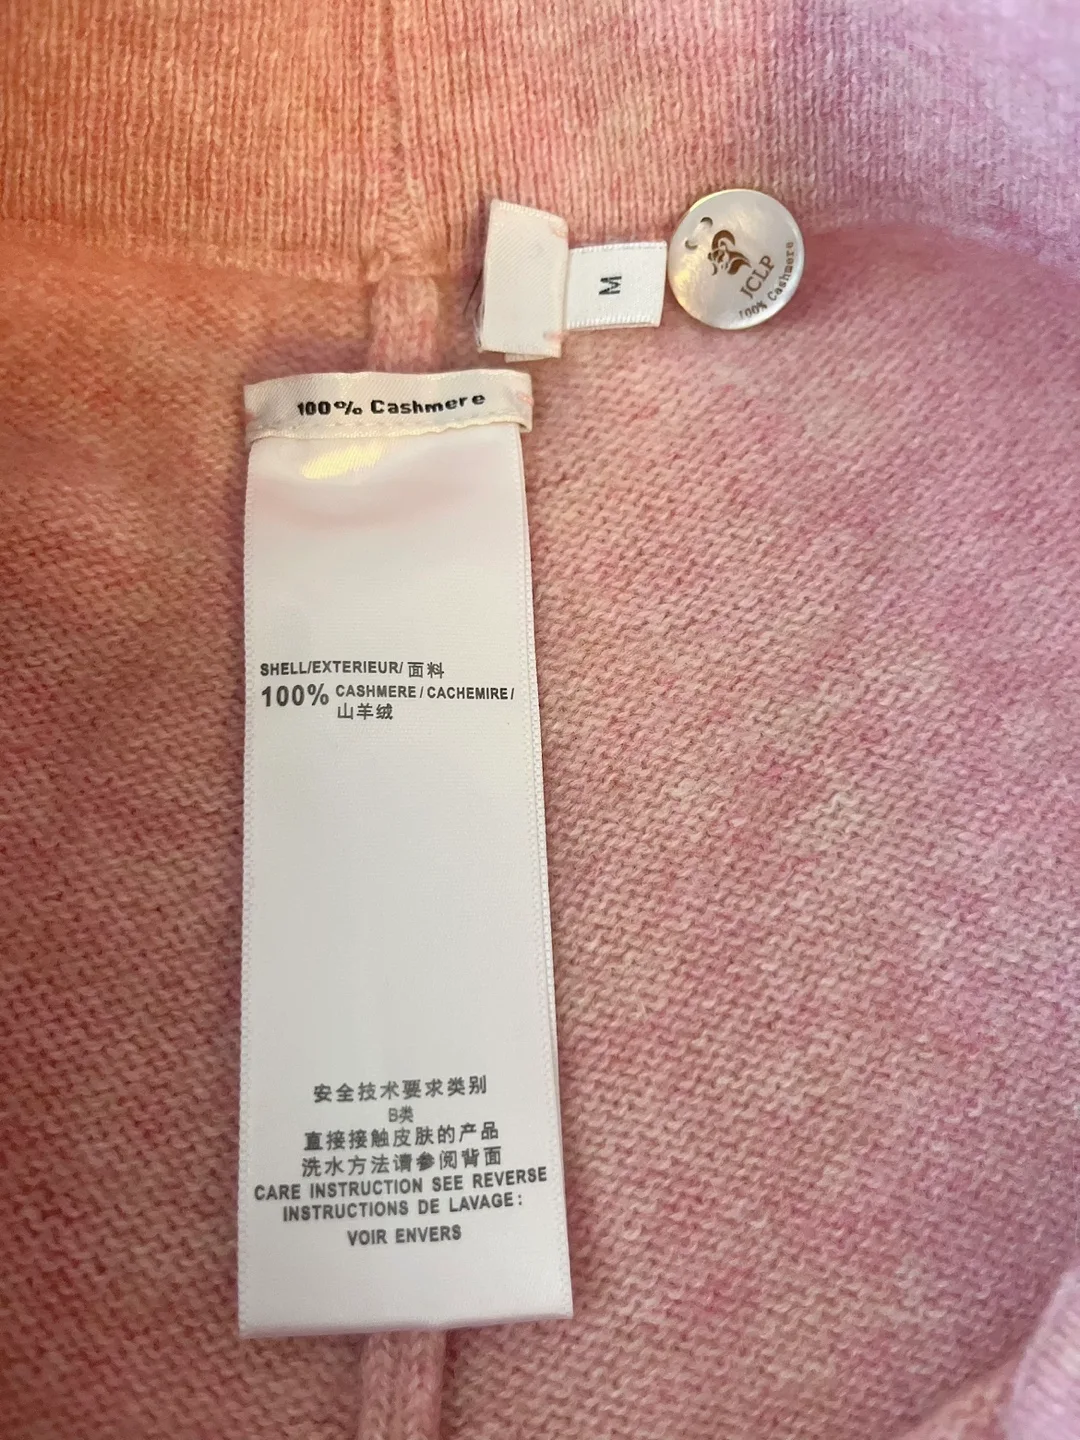 M
JCLP
100% Cashmere
100% Cashmere
SHELL/EXTERIEUR/面料
100% CASHMERE / CACHEMIRE /
山羊绒
安全技术要求类别
B类
直接接触皮肤的产品
洗水方法请参阅背面
CARE INSTRUCTION SEE REVERSE
INSTRUCTIONS DE LAVAGE:
VOIR ENVERS